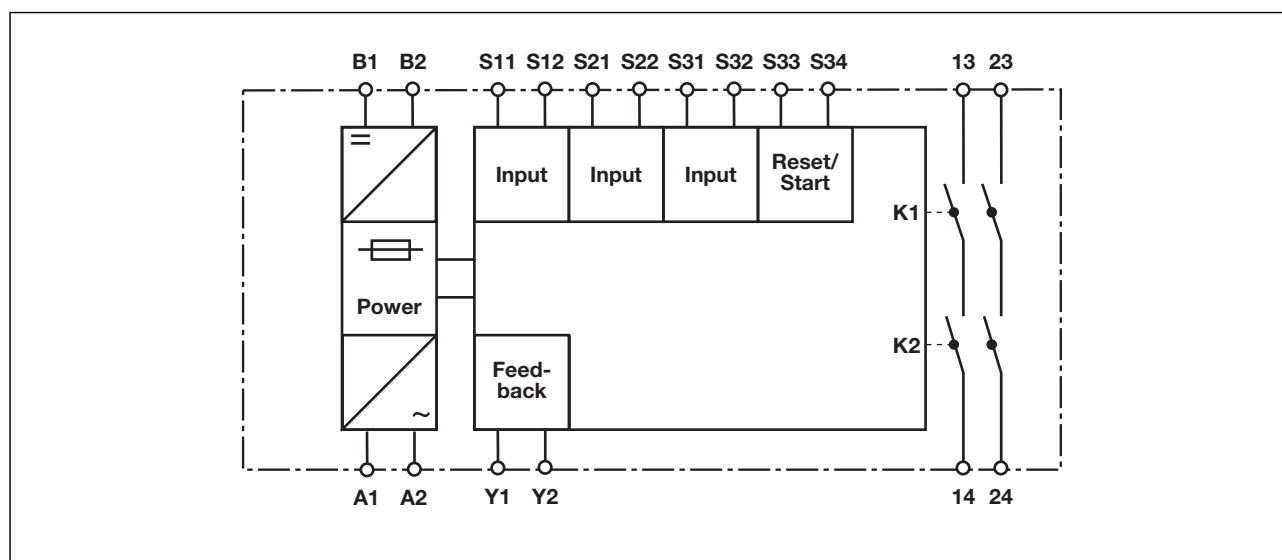 B1 B2 S11 S12 S21 S22 S31 S32 S33 S34 13 23
=
Input Input Input Reset/
Start
K1
Power
K2
Feed-
back
~
A1 A2 Y1 Y2 14 24